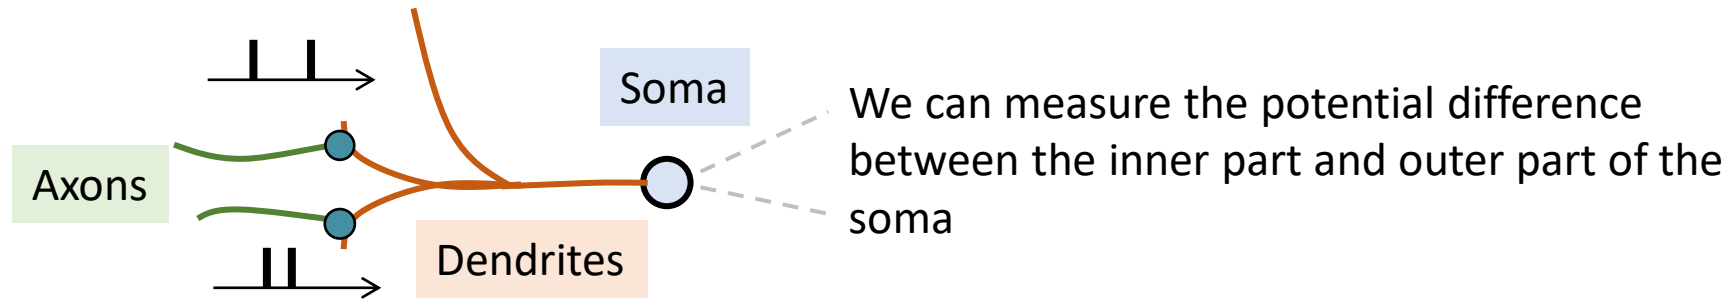 Soma
We can measure the potential difference
between the inner part and outer part of the
soma
Axons
Dendrites